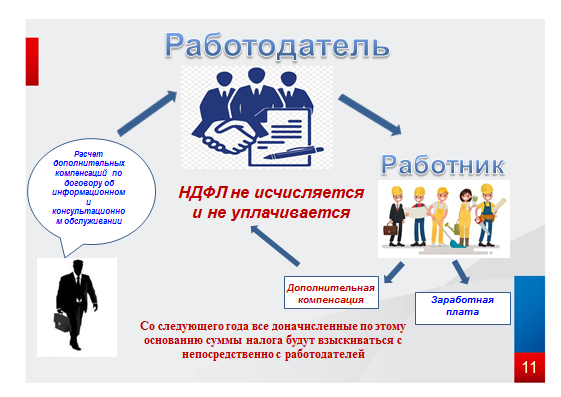 Работодатель
Расчет
дополнительных
компенсаций по
договору об
информационном
и
консультационно
м обслуживании
НДФЛ не исчисляется
и не уплачивается
Работник
Дополнительная
компенсация
Заработная
плата
Со следующего года все доначисленные по этому
основанию суммы налога будут взыскиваться с
непосредственно с работодателей
11